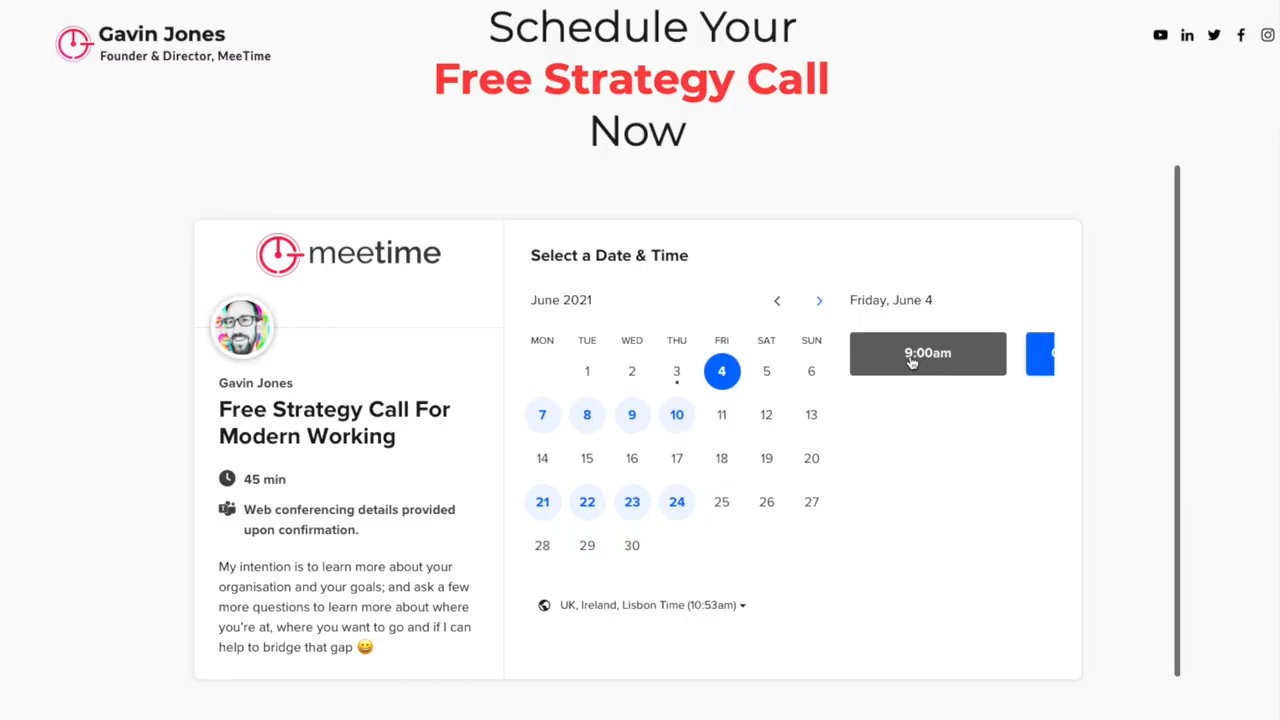 Gavin Jones
Founder & Director, MeeTime
Schedule Your
Free Strategy Call
Now
meetime
Gavin Jones
Free Strategy Call For
Modern Working
45 min
Web conferencing details provided
upon confirmation.
My intention is to learn more about your
organisation and your goals; and ask a few
more questions to learn more about where
you're at, where you want to go and if I can
help to bridge that gap 😀
Select a Date & Time
June 2021
MON TUE WED THU FRI SAT SUN
1 2 3 4 5 6
7 8 9 10 11 12 13
14 15 16 17 18 19 20
21 22 23 24 25 26 27
28 29 30
UK, Ireland, Lisbon Time (10:53am)
Friday, June 4
9:00am